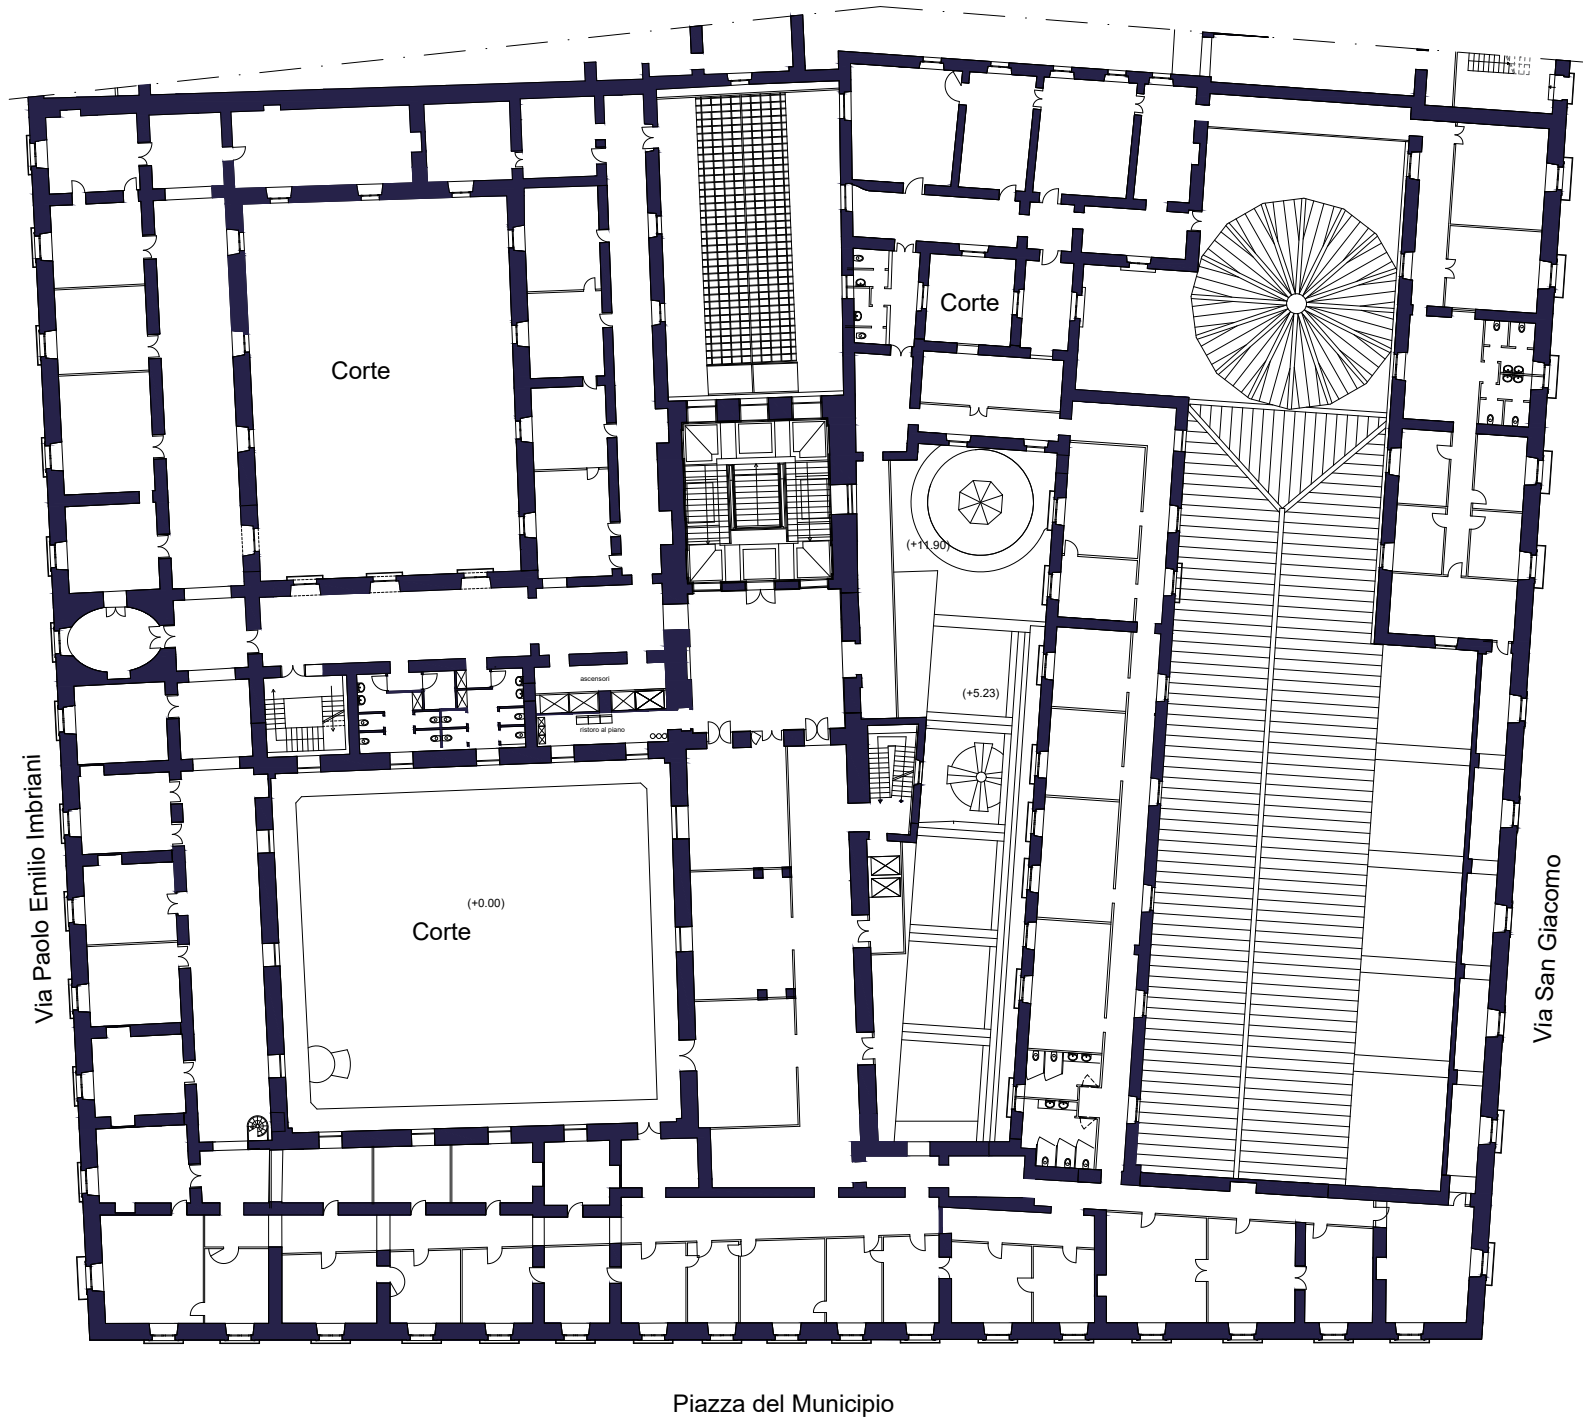 Corte
Corte
(+11.90)
ascensori
(+5.23)
ristoro al piano
Via Paolo Emilio Imbriani
(+0.00)
Corte
Via San Giacomo
Piazza del Municipio